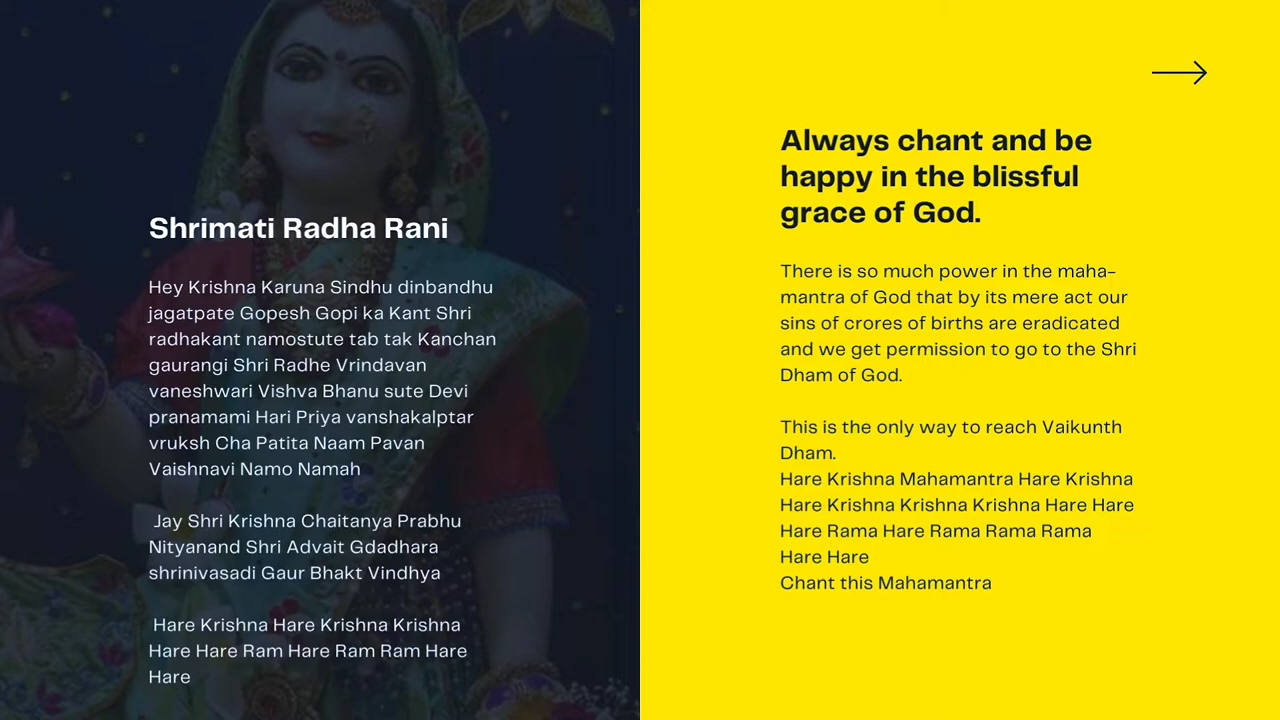 Shrimati Radha Rani
Hey Krishna Karuna Sindhu dinbandhu
jagatpate Gopesh Gopi ka Kant Shri
radhakant namostute tab tak Kanchan
gaurangi Shri Radhe Vrindavan
vaneshwari Vishva Bhanu sute Devi
pranamami Hari Priya vanshakalptar
vruksh Cha Patita Naam Pavan
Vaishnavi Namo Namah
Jay Shri Krishna Chaitanya Prabhu
Nityanand Shri Advait Gdadhara
shrinivasadi Gaur Bhakt Vindhya
Hare Krishna Hare Krishna Krishna
Hare Hare Ram Hare Ram Ram Hare
Hare
Always chant and be
happy in the blissful
grace of God.
There is so much power in the maha-
mantra of God that by its mere act our
sins of crores of births are eradicated
and we get permission to go to the Shri
Dham of God.
This is the only way to reach Vaikunth
Dham.
Hare Krishna Mahamantra Hare Krishna
Hare Krishna Krishna Krishna Hare Hare
Hare Rama Hare Rama Rama Rama
Hare Hare
Chant this Mahamantra